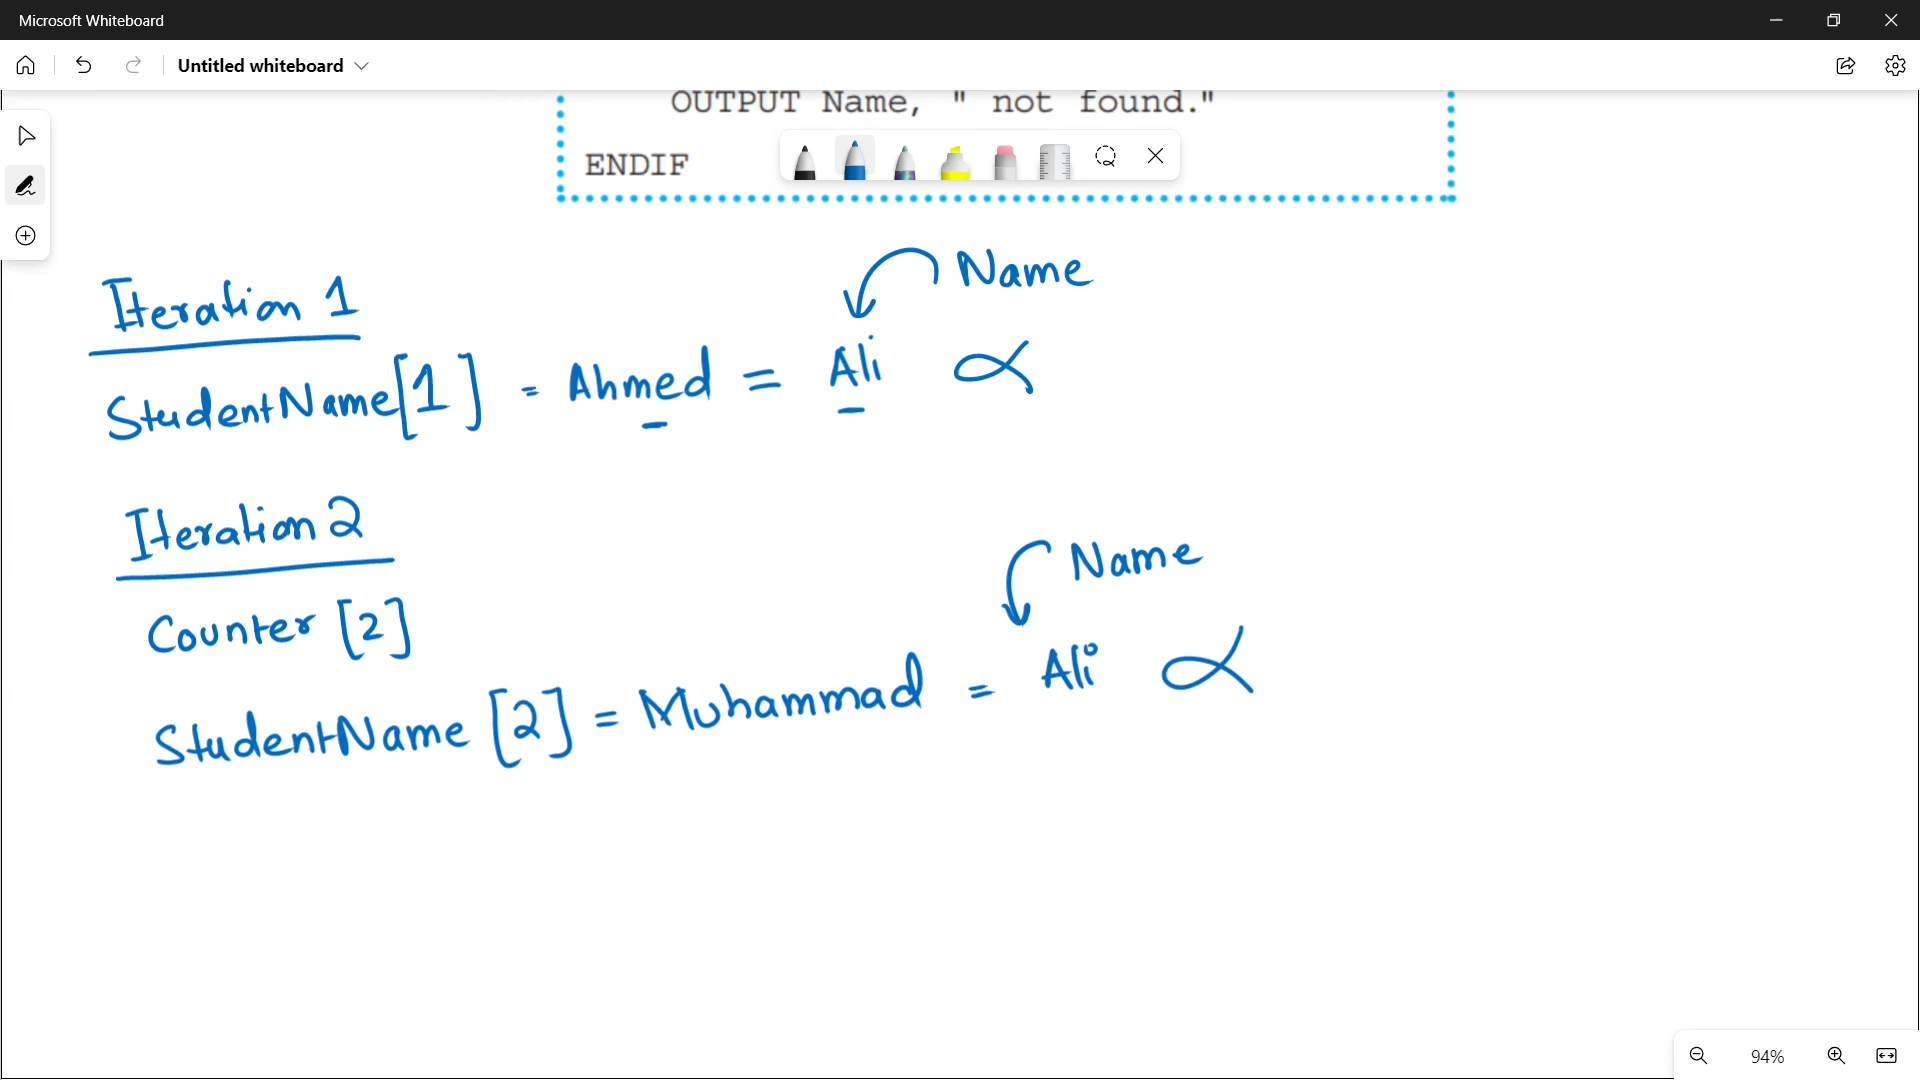 Microsoft Whiteboard
Untitled whiteboard
OUTPUT Name, " not found."
ENDIF
Name
Iteration 1
StudentName[1] = Ahmed = Ali
Iteration 2
Name
Counter [2]
StudentName [2] = Muhammad = Ali
94%